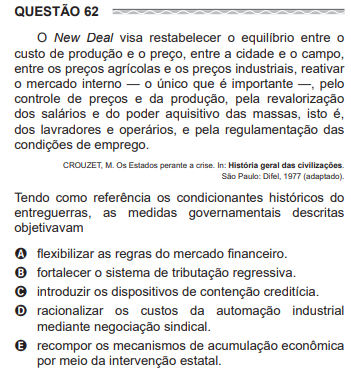 QUESTÃO 62
O New Deal visa restabelecer o equilíbrio entre o
custo de produção e o preço, entre a cidade e o campo,
entre os preços agrícolas e os preços industriais, reativar
o mercado interno — o único que é importante —, pelo
controle de preços e da produção, pela revalorização
dos salários e do poder aquisitivo das massas, isto é,
dos lavradores e operários, e pela regulamentação das
condições de emprego.
CROUZET, M. Os Estados perante a crise. In: História geral das civilizações.
São Paulo: Difel, 1977 (adaptado).
Tendo como referência os condicionantes históricos do
entreguerras, as medidas governamentais descritas
objetivavam
A flexibilizar as regras do mercado financeiro.
B fortalecer o sistema de tributação regressiva.
C introduzir os dispositivos de contenção creditícia.
D racionalizar os custos da automação industrial
mediante negociação sindical.
E recompor os mecanismos de acumulação econômica
por meio da intervenção estatal.